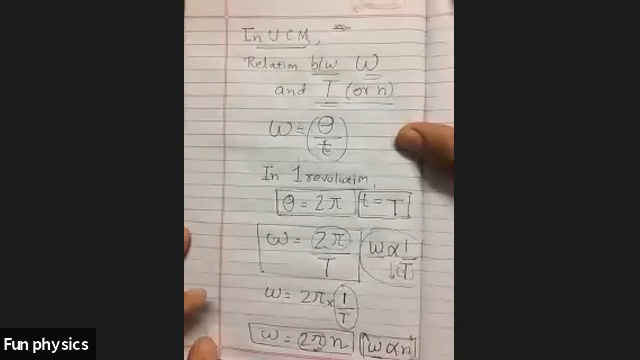 In UCM,
Relation b/w ω
and T (or n)
ω = θ/t
In 1 revolution,
θ = 2π t = T
ω = 2π/T ω ∝ 1/T
ω = 2π × 1/T
ω = 2πn ω ∝ n
Fun physics